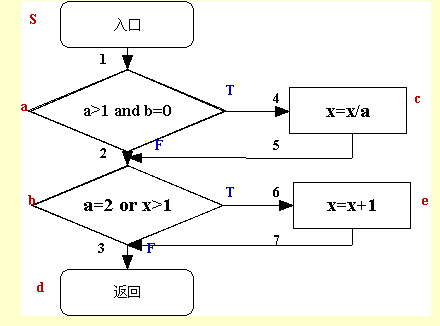 S
入口
1
a
a>1 and b=0
T
4
x=x/a
c
2
F
5
b
a=2 or x>1
T
6
x=x+1
e
3
F
7
d
返回